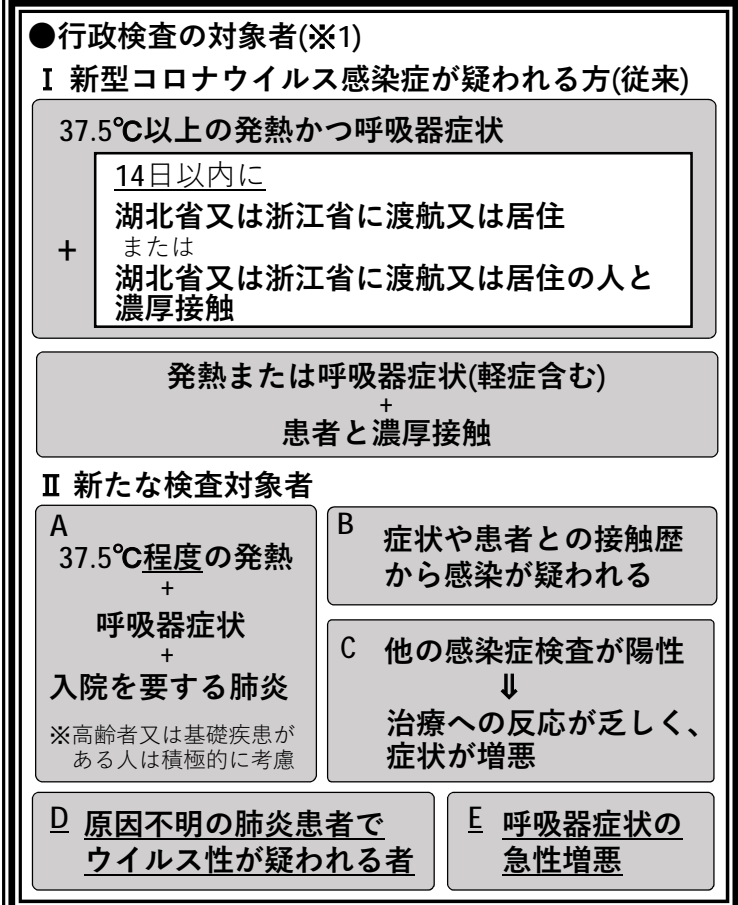 ●行政検査の対象者(※1)
Ⅰ 新型コロナウイルス感染症が疑われる方(従来)
37.5℃以上の発熱かつ呼吸器症状
+
14日以内に
湖北省又は浙江省に渡航又は居住
または
湖北省又は浙江省に渡航又は居住の人と
濃厚接触
発熱または呼吸器症状(軽症含む)
+
患者と濃厚接触
Ⅱ 新たな検査対象者
A
37.5℃程度の発熱
+
呼吸器症状
+
入院を要する肺炎
※高齢者又は基礎疾患が
ある人は積極的に考慮
B
症状や患者との接触歴
から感染が疑われる
C 他の感染症検査が陽性
⇓
治療への反応が乏しく、
症状が増悪
D 原因不明の肺炎患者で
ウイルス性が疑われる者
E 呼吸器症状の
急性増悪